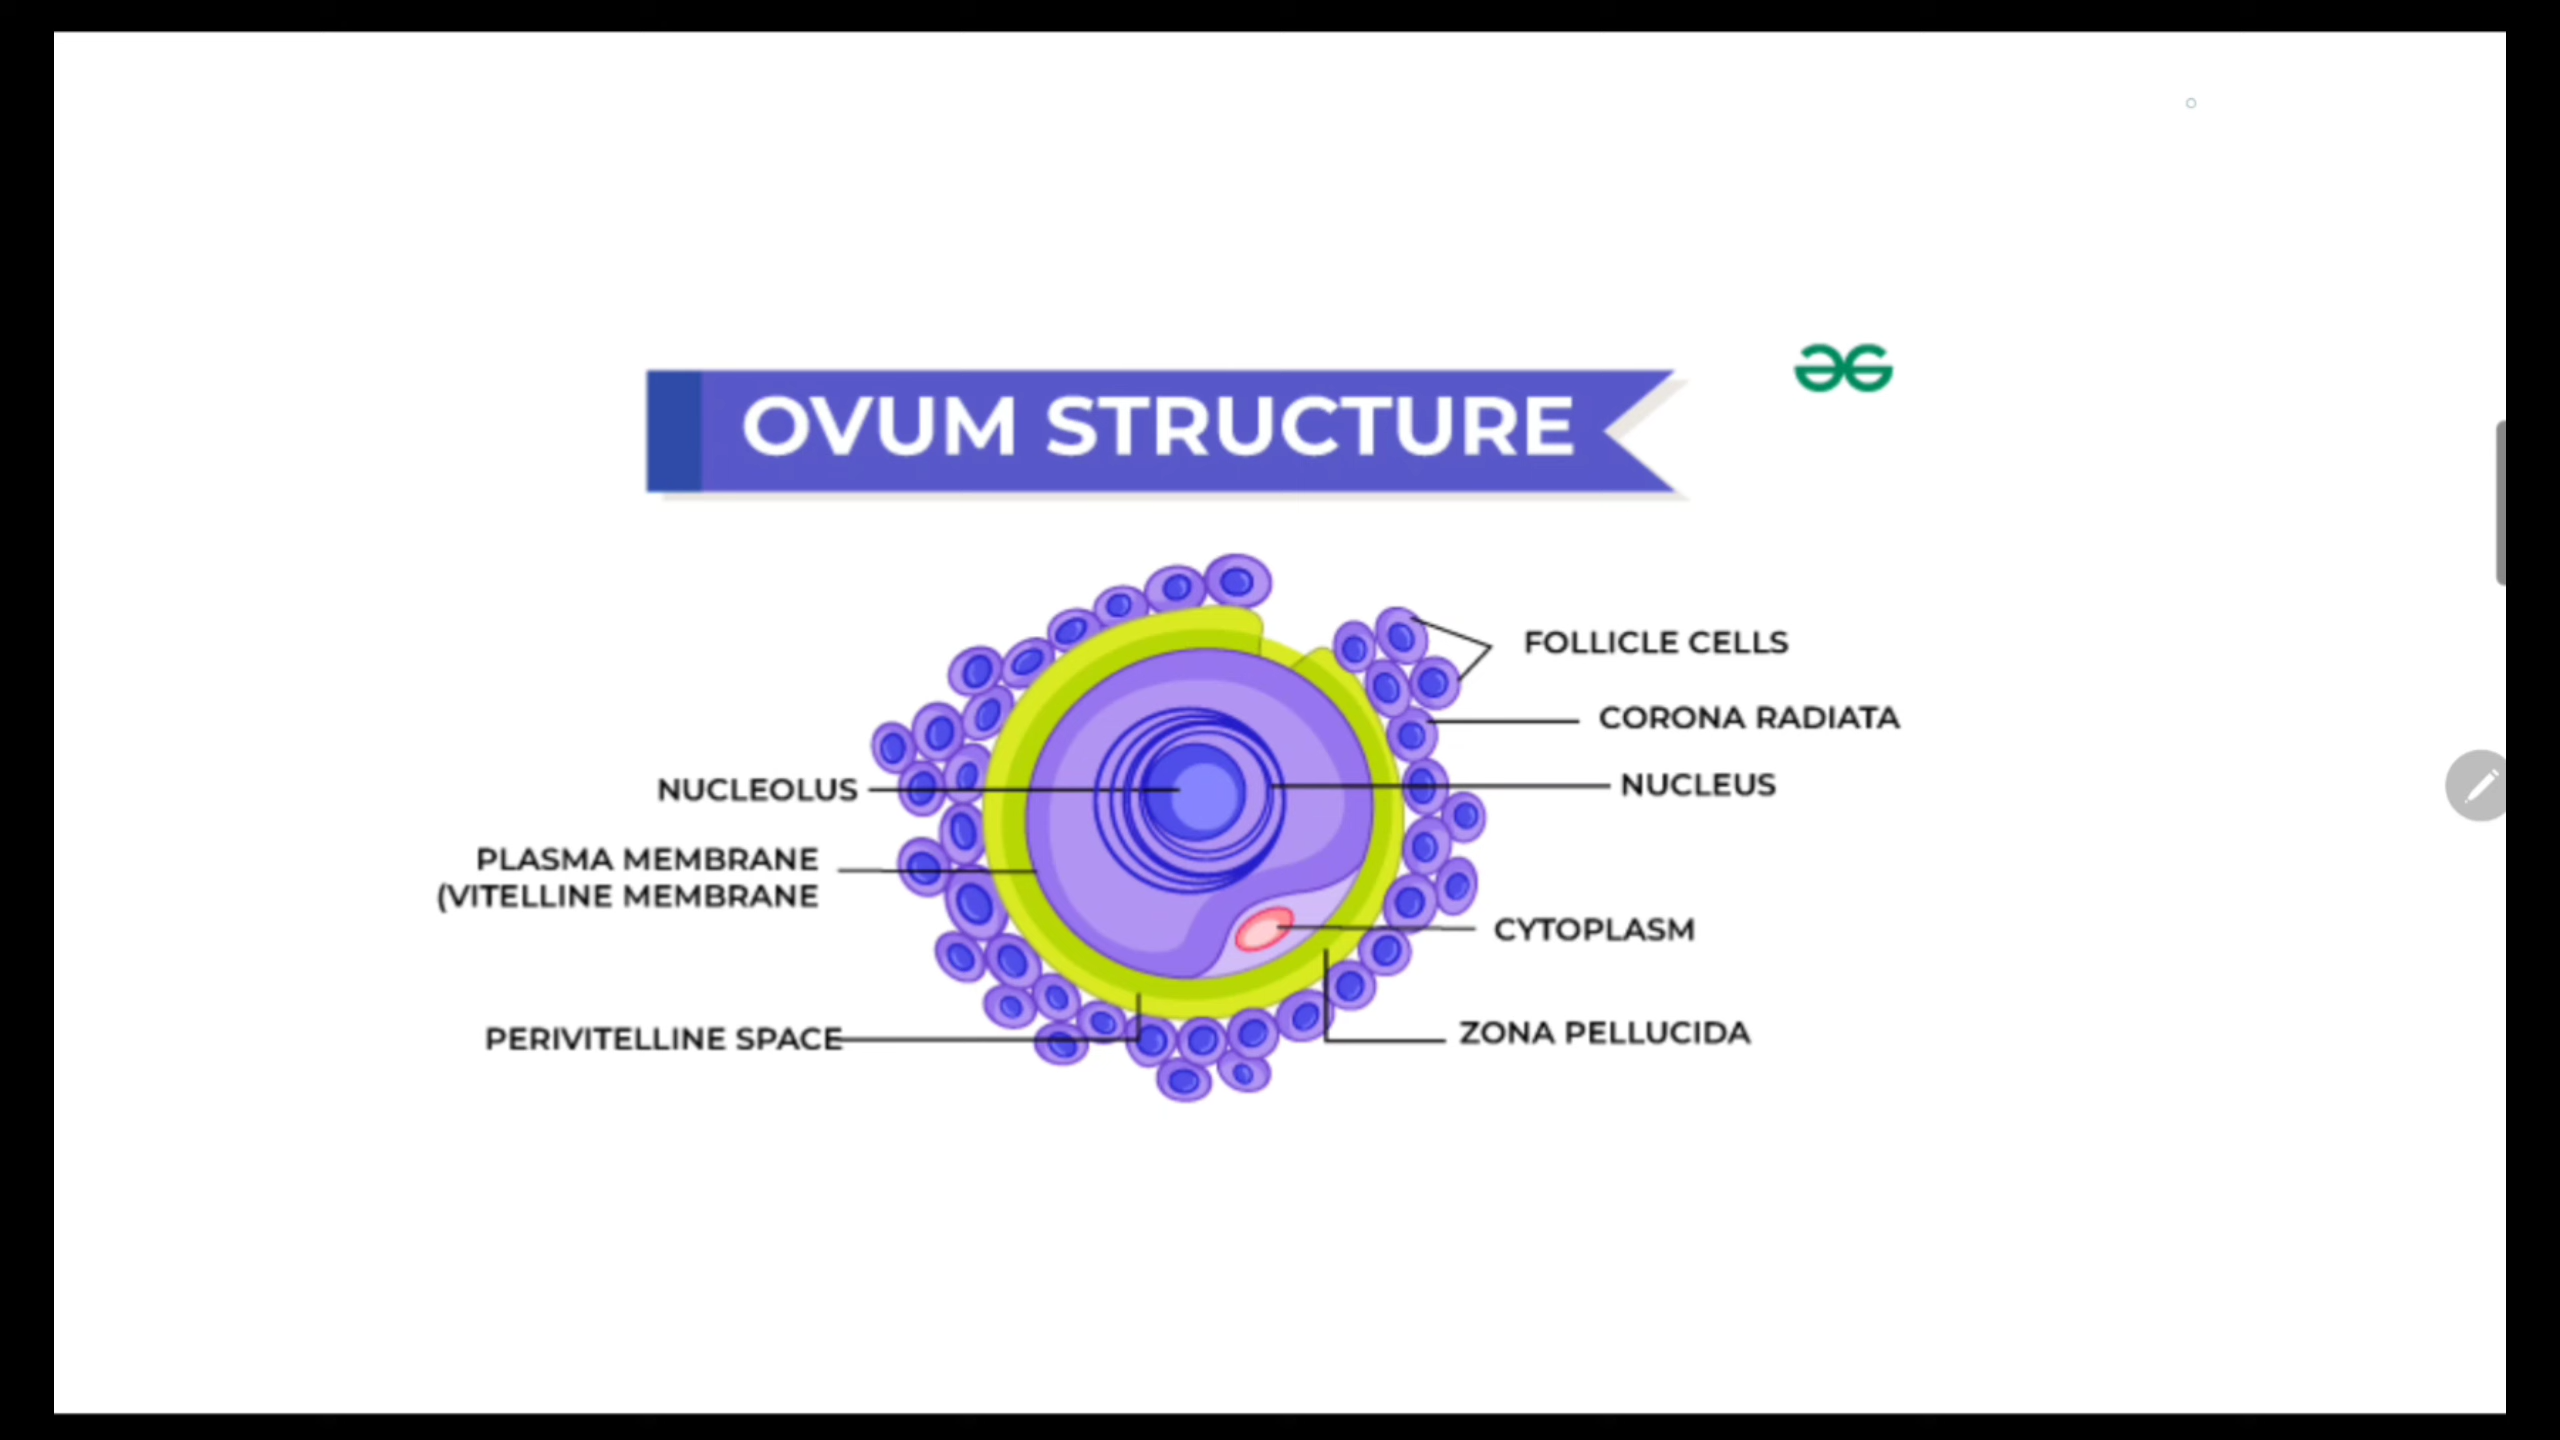 OVUM STRUCTURE
FOLLICLE CELLS
CORONA RADIATA
NUCLEOLUS
NUCLEUS
PLASMA MEMBRANE
(VITELLINE MEMBRANE
CYTOPLASM
PERIVITELLINE SPACE
ZONA PELLUCIDA